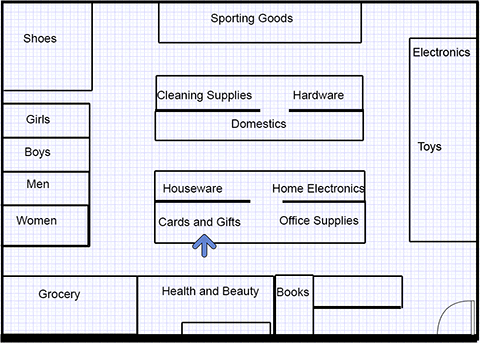 Sporting Goods
Shoes
Electronics
Cleaning Supplies
Hardware
Girls
Domestics
Boys
Toys
Men
Houseware
Home Electronics
Women
Cards and Gifts
Office Supplies
Grocery
Health and Beauty
Books